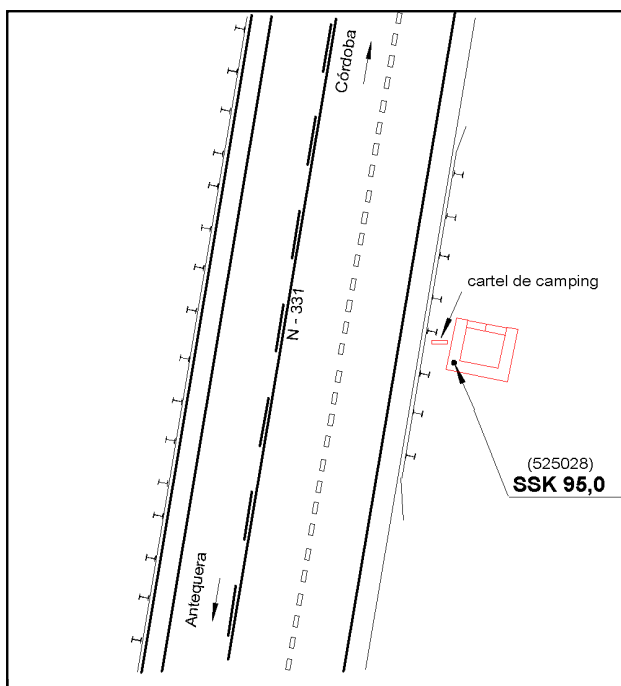 Córdoba
cartel de camping
N - 331
(525028)
SSK 95,0
Antequera